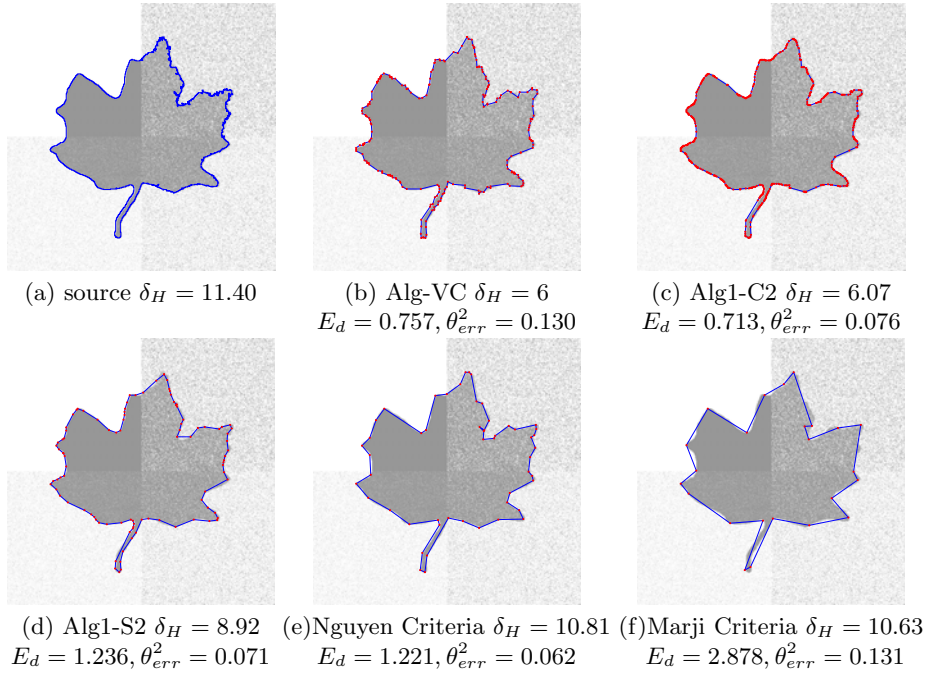 (a) source δ_H = 11.40
(b) Alg-VC δ_H = 6
E_d = 0.757, θ²_err = 0.130
(c) Alg1-C2 δ_H = 6.07
E_d = 0.713, θ²_err = 0.076
(d) Alg1-S2 δ_H = 8.92
E_d = 1.236, θ²_err = 0.071
(e)Nguyen Criteria δ_H = 10.81
E_d = 1.221, θ²_err = 0.062
(f)Marji Criteria δ_H = 10.63
E_d = 2.878, θ²_err = 0.131